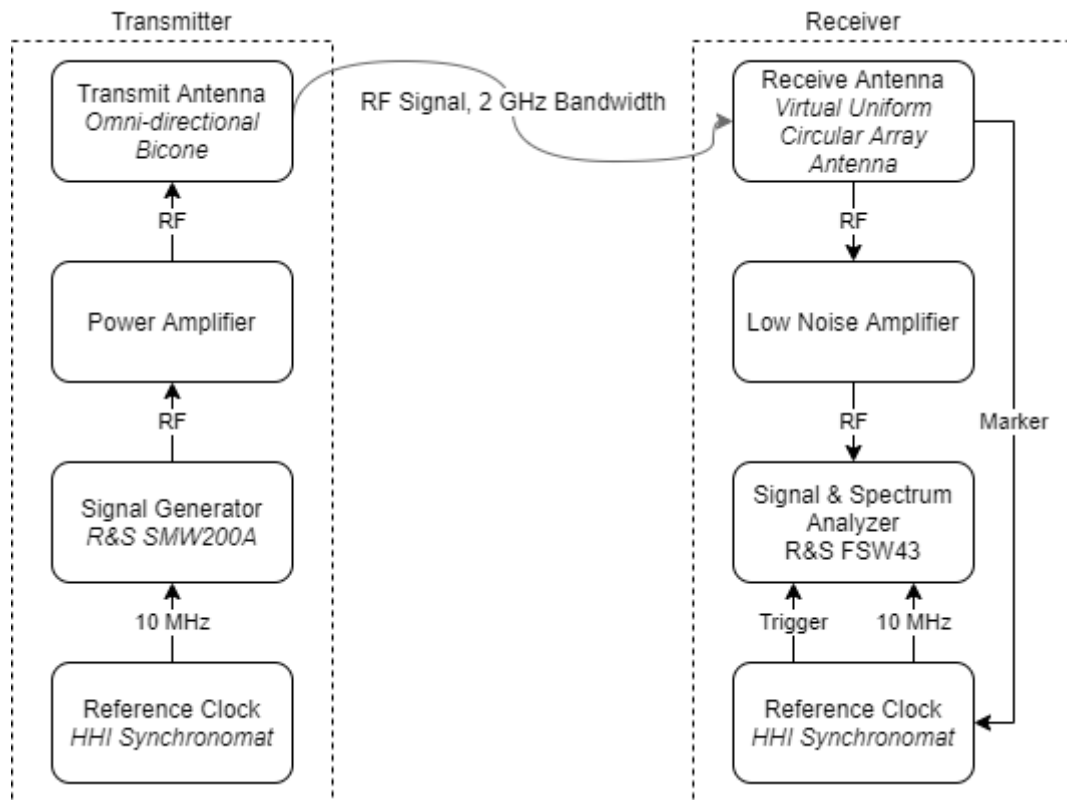 Transmitter
Transmit Antenna
Omni-directional
Bicone
RF
Power Amplifier
RF
Signal Generator
R&S SMW200A
10 MHz
Reference Clock
HHI Synchronomat
RF Signal, 2 GHz Bandwidth
Receiver
Receive Antenna
Virtual Uniform
Circular Array
Antenna
RF
Low Noise Amplifier
RF
Marker
Signal & Spectrum
Analyzer
R&S FSW43
Trigger
10 MHz
Reference Clock
HHI Synchronomat